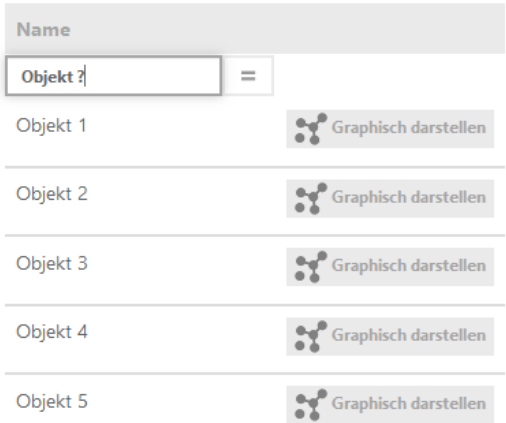 Name
Objekt ? =
Objekt 1 Graphisch darstellen
Objekt 2 Graphisch darstellen
Objekt 3 Graphisch darstellen
Objekt 4 Graphisch darstellen
Objekt 5 Graphisch darstellen